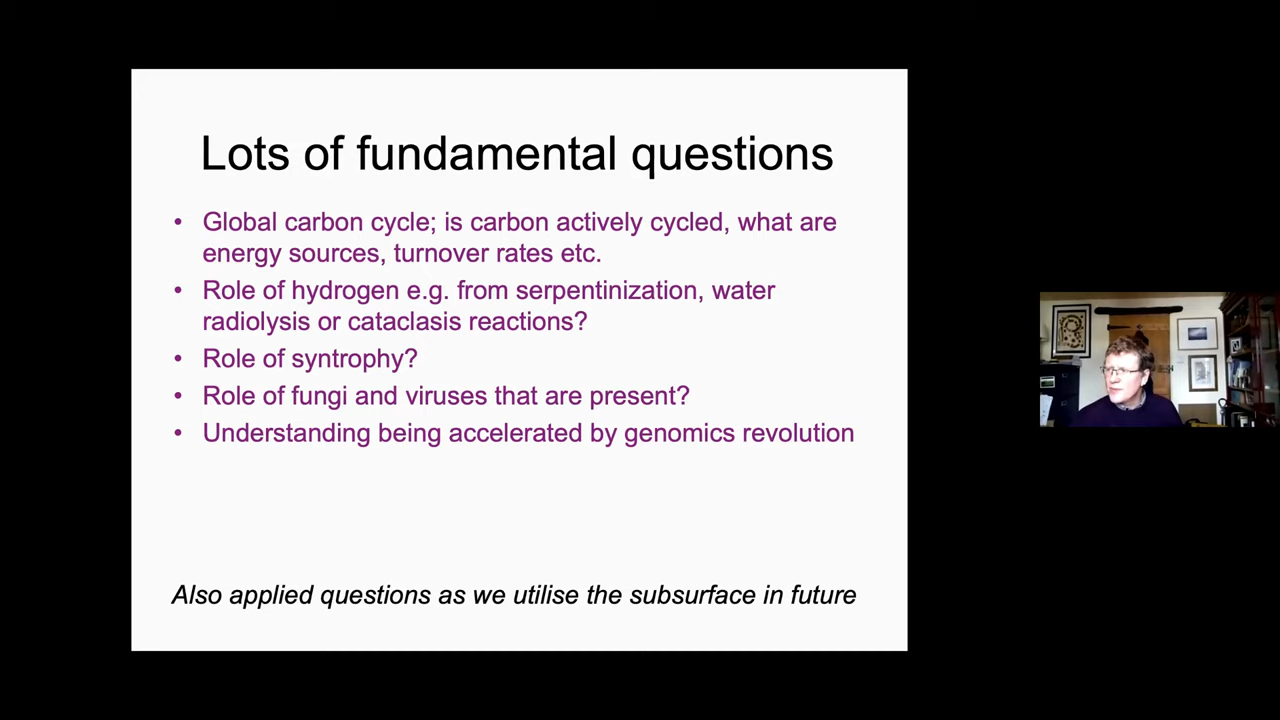 Lots of fundamental questions
• Global carbon cycle; is carbon actively cycled, what are
energy sources, turnover rates etc.
• Role of hydrogen e.g. from serpentinization, water
radiolysis or cataclasis reactions?
• Role of syntrophy?
• Role of fungi and viruses that are present?
• Understanding being accelerated by genomics revolution
Also applied questions as we utilise the subsurface in future